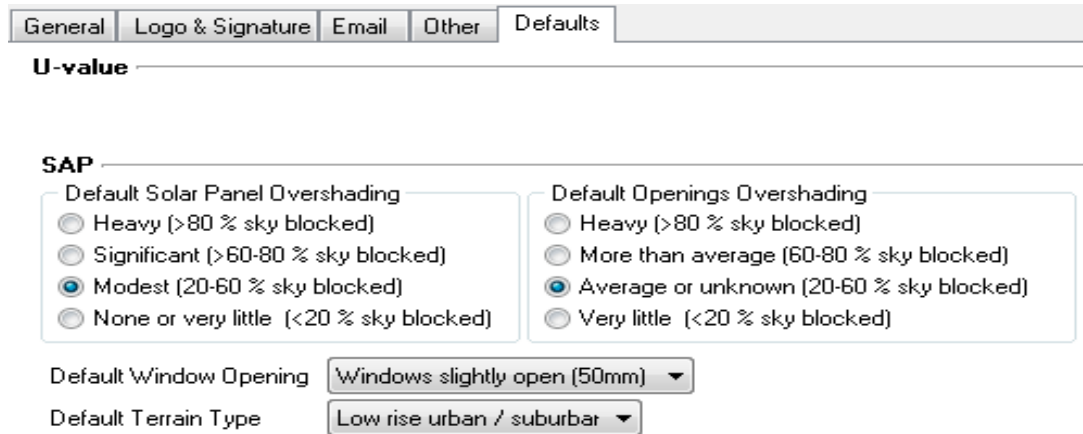 General Logo & Signature Email Other Defaults
U-value
SAP
Default Solar Panel Overshading
Heavy (>80 % sky blocked)
Significant (>60-80 % sky blocked)
Modest (20-60 % sky blocked)
None or very little (<20 % sky blocked)
Default Openings Overshading
Heavy (>80 % sky blocked)
More than average (60-80 % sky blocked)
Average or unknown (20-60 % sky blocked)
Very little (<20 % sky blocked)
Default Window Opening Windows slightly open (50mm)
Default Terrain Type Low rise urban / suburbar